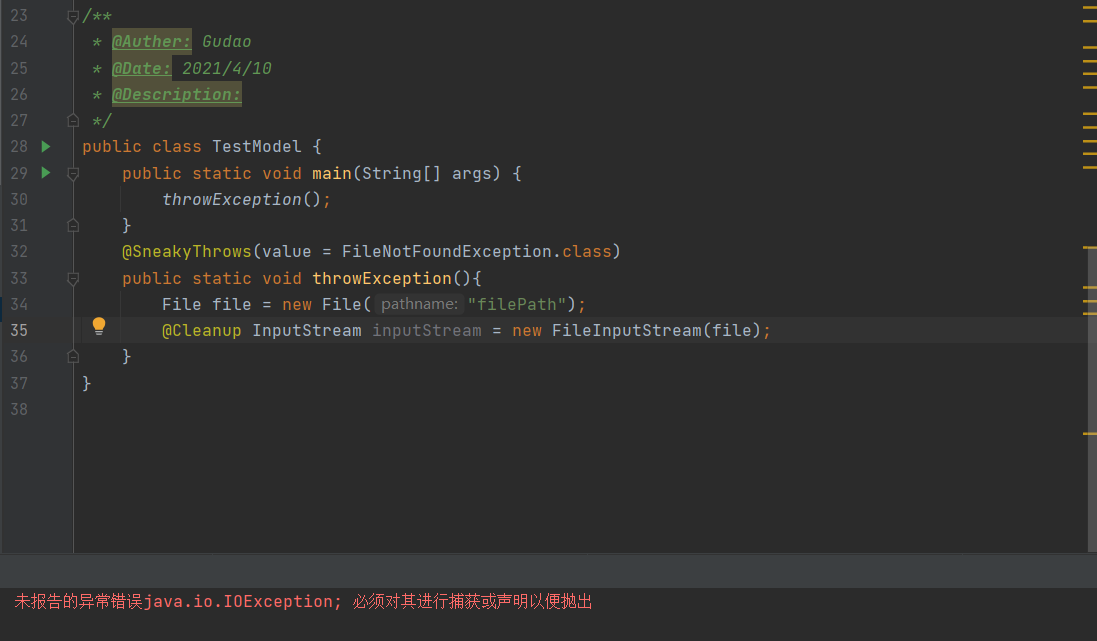 23 /**
24 * @Auther: Gudao
25 * @Date: 2021/4/10
26 * @Description:
27 */
28 public class TestModel {
29 public static void main(String[] args) {
30 throwException();
31 }
32 @SneakyThrows(value = FileNotFoundException.class)
33 public static void throwException(){
34 File file = new File( pathname: "filePath");
35 @Cleanup InputStream inputStream = new FileInputStream(file);
36 }
37 }
38
未报告的异常错误java.io.IOException; 必须对其进行捕获或声明以便抛出